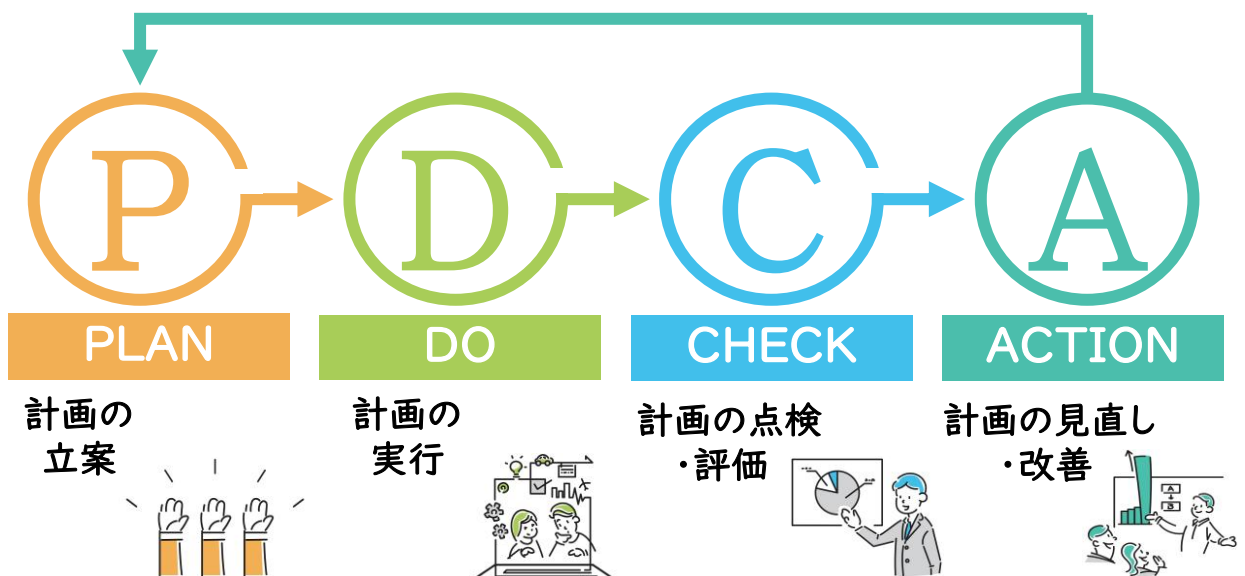 P
D
C
A
PLAN
DO
CHECK
ACTION
計画の
立案
計画の
実行
計画の点検
・評価
計画の見直し
・改善
A
B